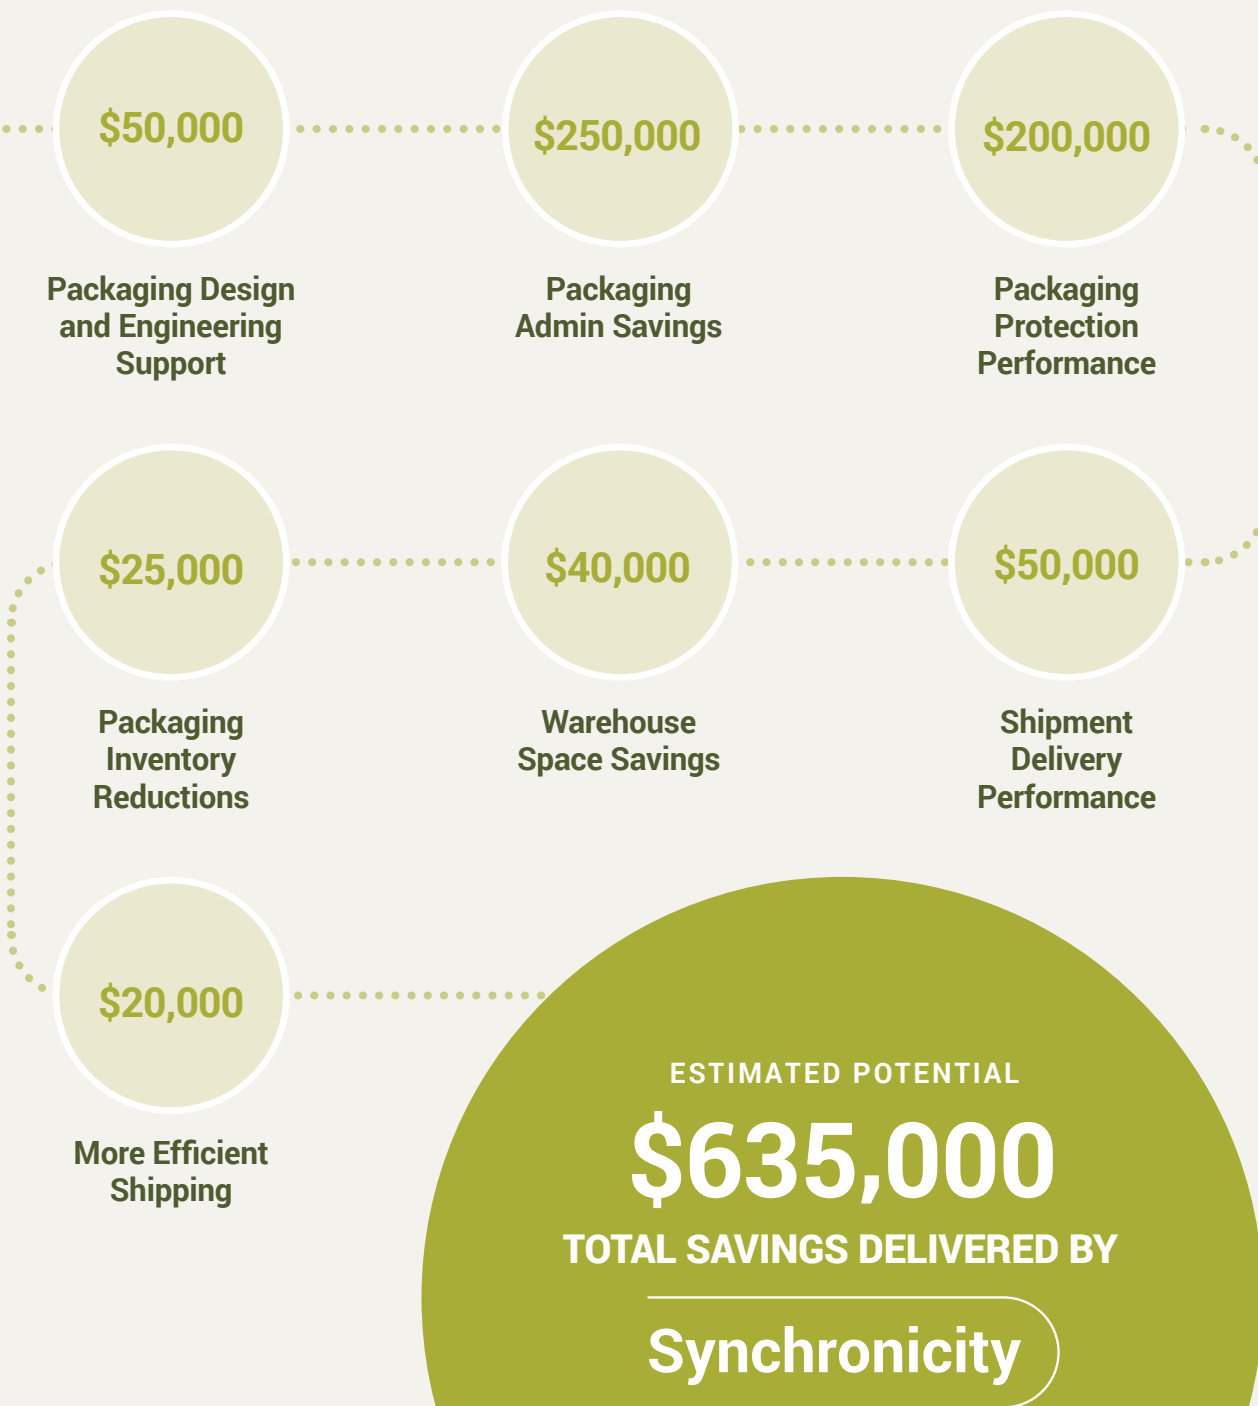 $50,000
Packaging Design
and Engineering
Support
$250,000
Packaging
Admin Savings
$200,000
Packaging
Protection
Performance
$50,000
Shipment
Delivery
Performance
$40,000
Warehouse
Space Savings
$25,000
Packaging
Inventory
Reductions
$20,000
More Efficient
Shipping
ESTIMATED POTENTIAL
$635,000
TOTAL SAVINGS DELIVERED BY
Synchronicity